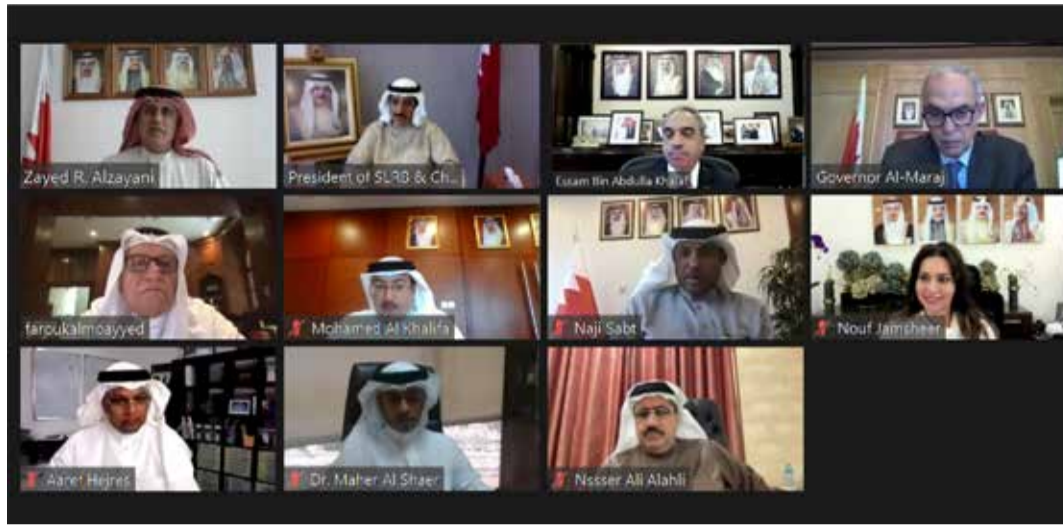 Zayed R. Alzayani
President of SLRB & Ch...
Essam Bin Abdulla Khalaf
Governor Al-Maraj
faroukalmoayyed
Mohamed Al Khalifa
Naji Sabt
Nouf Jamsheer
Aaref Hejres
Dr. Maher Al Shaer
Nssser Ali Alahli